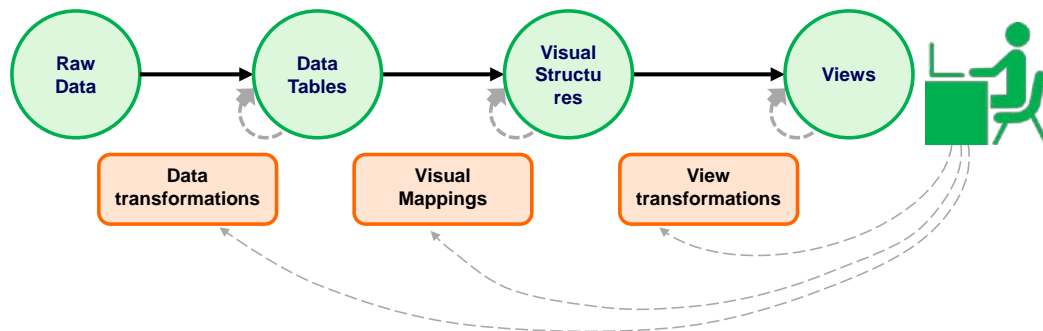 Raw
Data
Data
Tables
Visual
Structu
res
Views
Data
transformations
Visual
Mappings
View
transformations